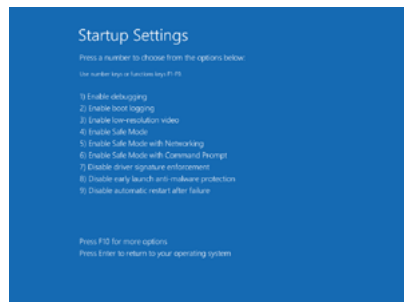 Startup Settings
Press a number to choose from the options below:
Use number keys or functions keys F1-F9.
1) Enable debugging
2) Enable boot logging
3) Enable low-resolution video
4) Enable Safe Mode
5) Enable Safe Mode with Networking
6) Enable Safe Mode with Command Prompt
7) Disable driver signature enforcement
8) Disable early launch anti-malware protection
9) Disable automatic restart after failure
Press F10 for more options
Press Enter to return to your operating system